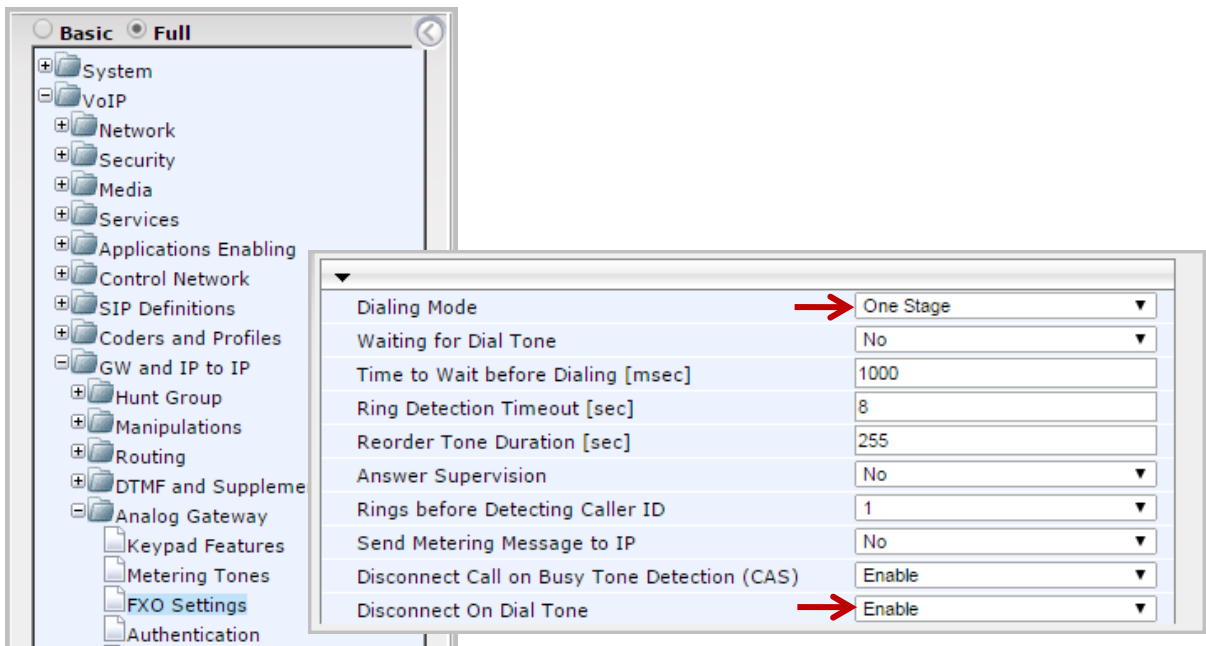 Basic Full
System
VoIP
Network
Security
Media
Services
Applications Enabling
Control Network
SIP Definitions
Coders and Profiles
GW and IP to IP
Hunt Group
Manipulations
Routing
DTMF and Suppleme
Analog Gateway
Keypad Features
Metering Tones
FXO Settings
Authentication
Dialing Mode One Stage
Waiting for Dial Tone No
Time to Wait before Dialing [msec] 1000
Ring Detection Timeout [sec] 8
Reorder Tone Duration [sec] 255
Answer Supervision No
Rings before Detecting Caller ID 1
Send Metering Message to IP No
Disconnect Call on Busy Tone Detection (CAS) Enable
Disconnect On Dial Tone Enable